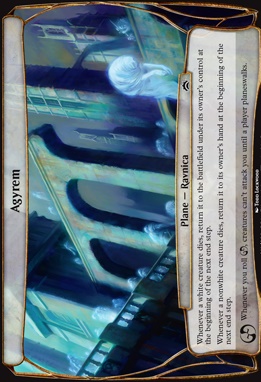 Agyrem
Plane — Ravnica
Whenever a white creature dies, return it to the battlefield under its owner's control at
the beginning of the next end step.
Whenever a nonwhite creature dies, return it to its owner's hand at the beginning of the
next end step.
Whenever you roll , creatures can't attack you until a player planeswalks.
Todd Lockwood